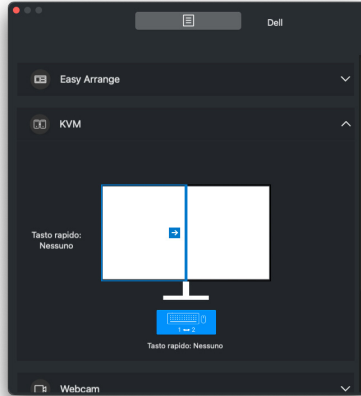 Dell
Easy Arrange
KVM
Tasto rapido:
Nessuno
1 ↔ 2
Tasto rapido: Nessuno
Webcam